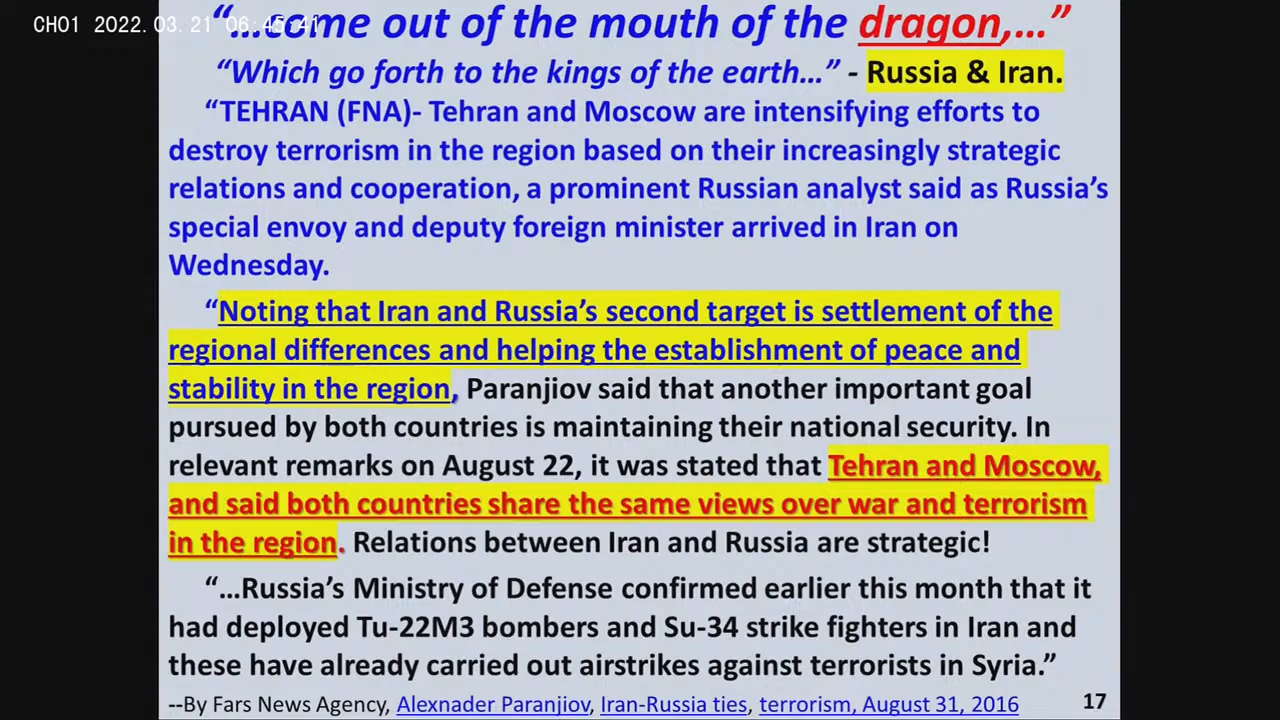 “…come out of the mouth of the dragon,…”
CH01 2022.03.21 06:45:41
“Which go forth to the kings of the earth…” - Russia & Iran.
“TEHRAN (FNA)- Tehran and Moscow are intensifying efforts to
destroy terrorism in the region based on their increasingly strategic
relations and cooperation, a prominent Russian analyst said as Russia’s
special envoy and deputy foreign minister arrived in Iran on
Wednesday.
“Noting that Iran and Russia’s second target is settlement of the
regional differences and helping the establishment of peace and
stability in the region, Paranjiov said that another important goal
pursued by both countries is maintaining their national security. In
relevant remarks on August 22, it was stated that Tehran and Moscow,
and said both countries share the same views over war and terrorism
in the region. Relations between Iran and Russia are strategic!
“…Russia’s Ministry of Defense confirmed earlier this month that it
had deployed Tu-22M3 bombers and Su-34 strike fighters in Iran and
these have already carried out airstrikes against terrorists in Syria.”
--By Fars News Agency, Alexnader Paranjiov, Iran-Russia ties, terrorism, August 31, 2016
17